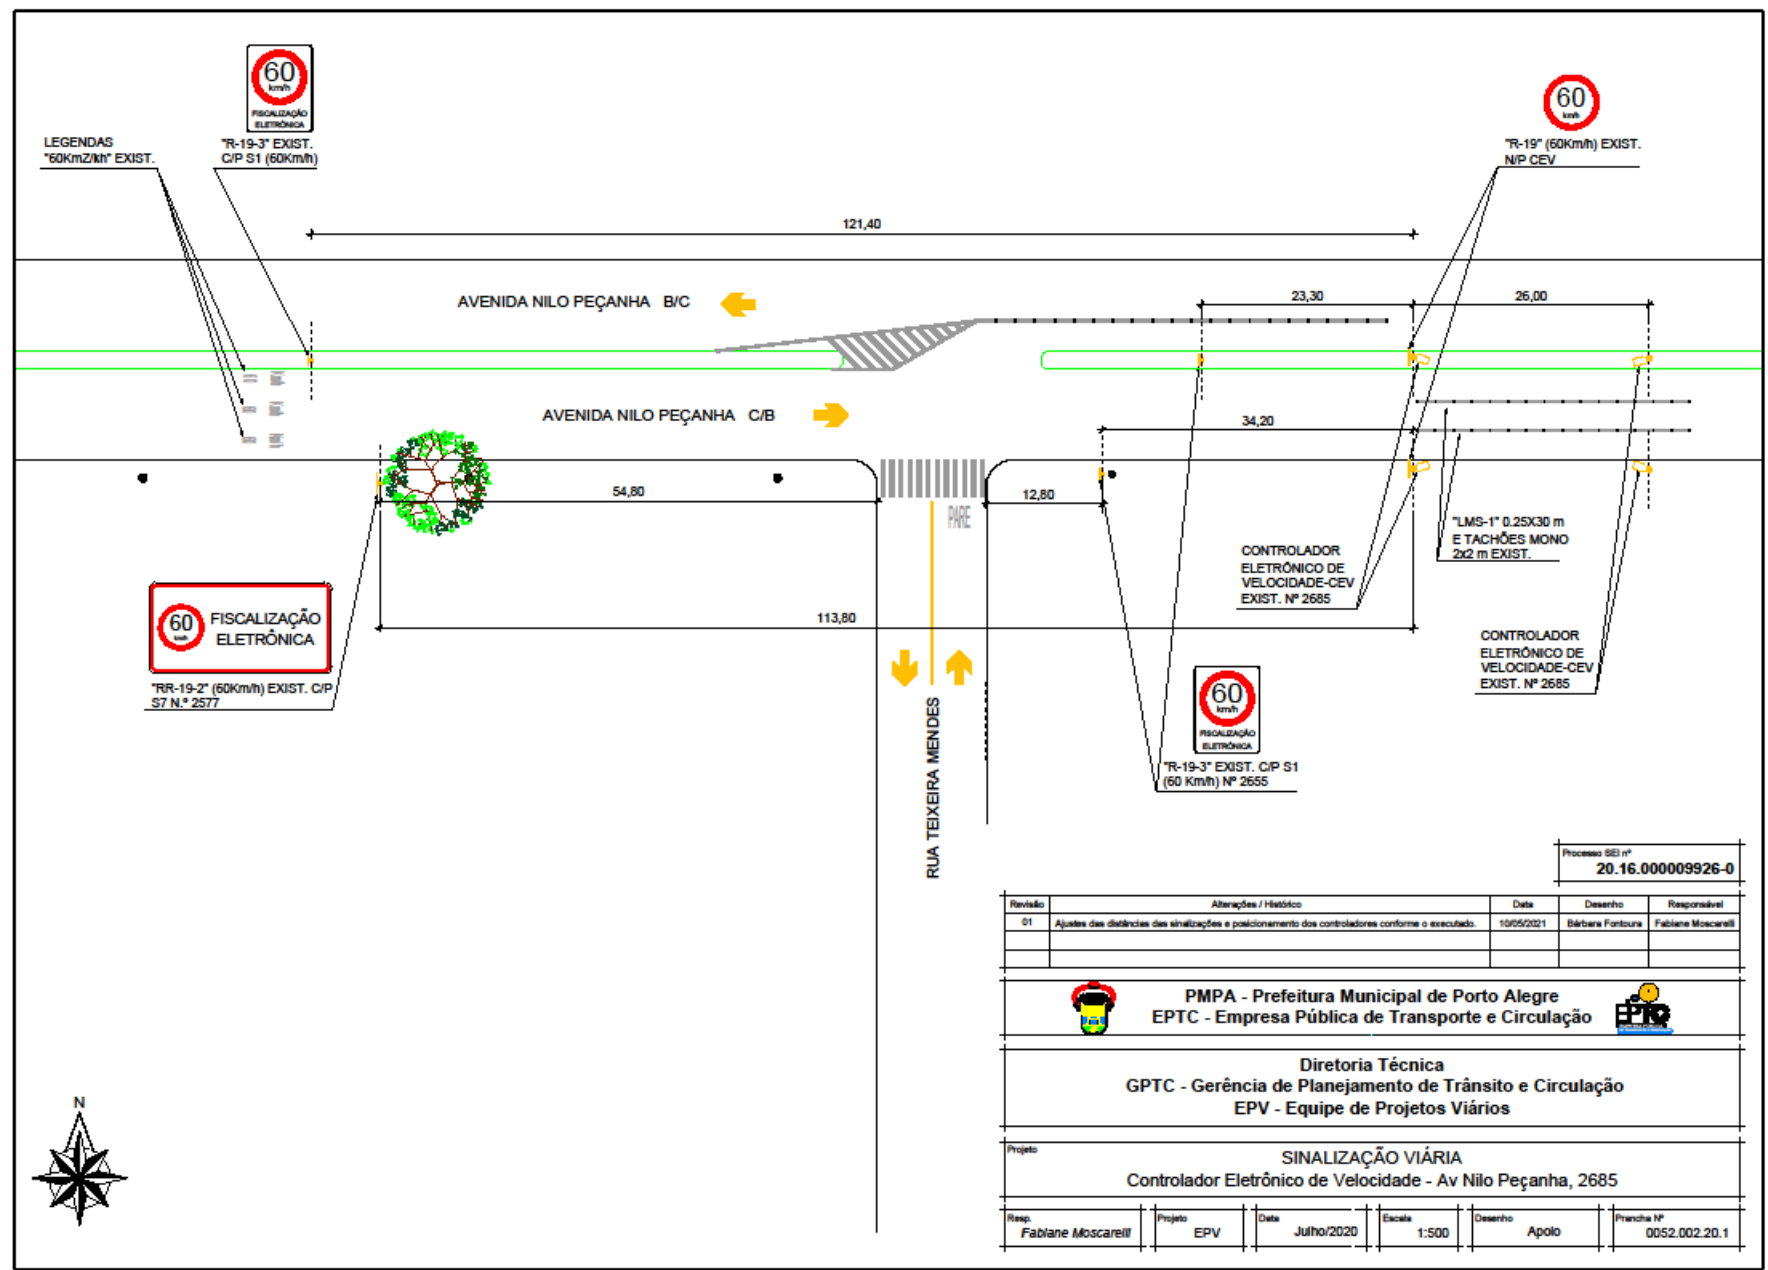 60
km/h
FISCALIZAÇÃO
ELETRÔNICA
"R-19-3" EXIST.
C/P S1 (60Km/h)
LEGENDAS
"60KmZ/kh" EXIST.
60
km/h
"R-19" (60Km/h) EXIST.
N/P CEV
121,40
AVENIDA NILO PEÇANHA B/C
23,30
26,00
AVENIDA NILO PEÇANHA C/B
34,20
54,80
12,80
PARE
"LMS-1" 0.25X30 m
E TACHÕES MONO
2x2 m EXIST.
CONTROLADOR
ELETRÔNICO DE
VELOCIDADE-CEV
EXIST. Nº 2685
60
km/h
FISCALIZAÇÃO
ELETRÔNICA
113,80
CONTROLADOR
ELETRÔNICO DE
VELOCIDADE-CEV
EXIST. Nº 2685
"RR-19-2" (60Km/h) EXIST. C/P
S7 N.º 2577
60
km/h
FISCALIZAÇÃO
ELETRÔNICA
"R-19-3" EXIST. C/P S1
(60 Km/h) Nº 2655
RUA TEIXEIRA MENDES
Processo SEI nº
20.16.000009926-0
Revisão Alterações / Histórico Data Desenho Responsável
01 Ajustes das distâncias das sinalizações e posicionamento dos controladores conforme o executado. 10/05/2021 Bárbara Fontoura Fabiane Moscarelli
PMPA - Prefeitura Municipal de Porto Alegre
EPTC - Empresa Pública de Transporte e Circulação
EPTC
Diretoria Técnica
GPTC - Gerência de Planejamento de Trânsito e Circulação
EPV - Equipe de Projetos Viários
N
Projeto
SINALIZAÇÃO VIÁRIA
Controlador Eletrônico de Velocidade - Av Nilo Peçanha, 2685
Resp.
Fabiane Moscarelli
Projeto
EPV
Data
Julho/2020
Escala
1:500
Desenho
Apolo
Prancha Nº
0052.002.20.1